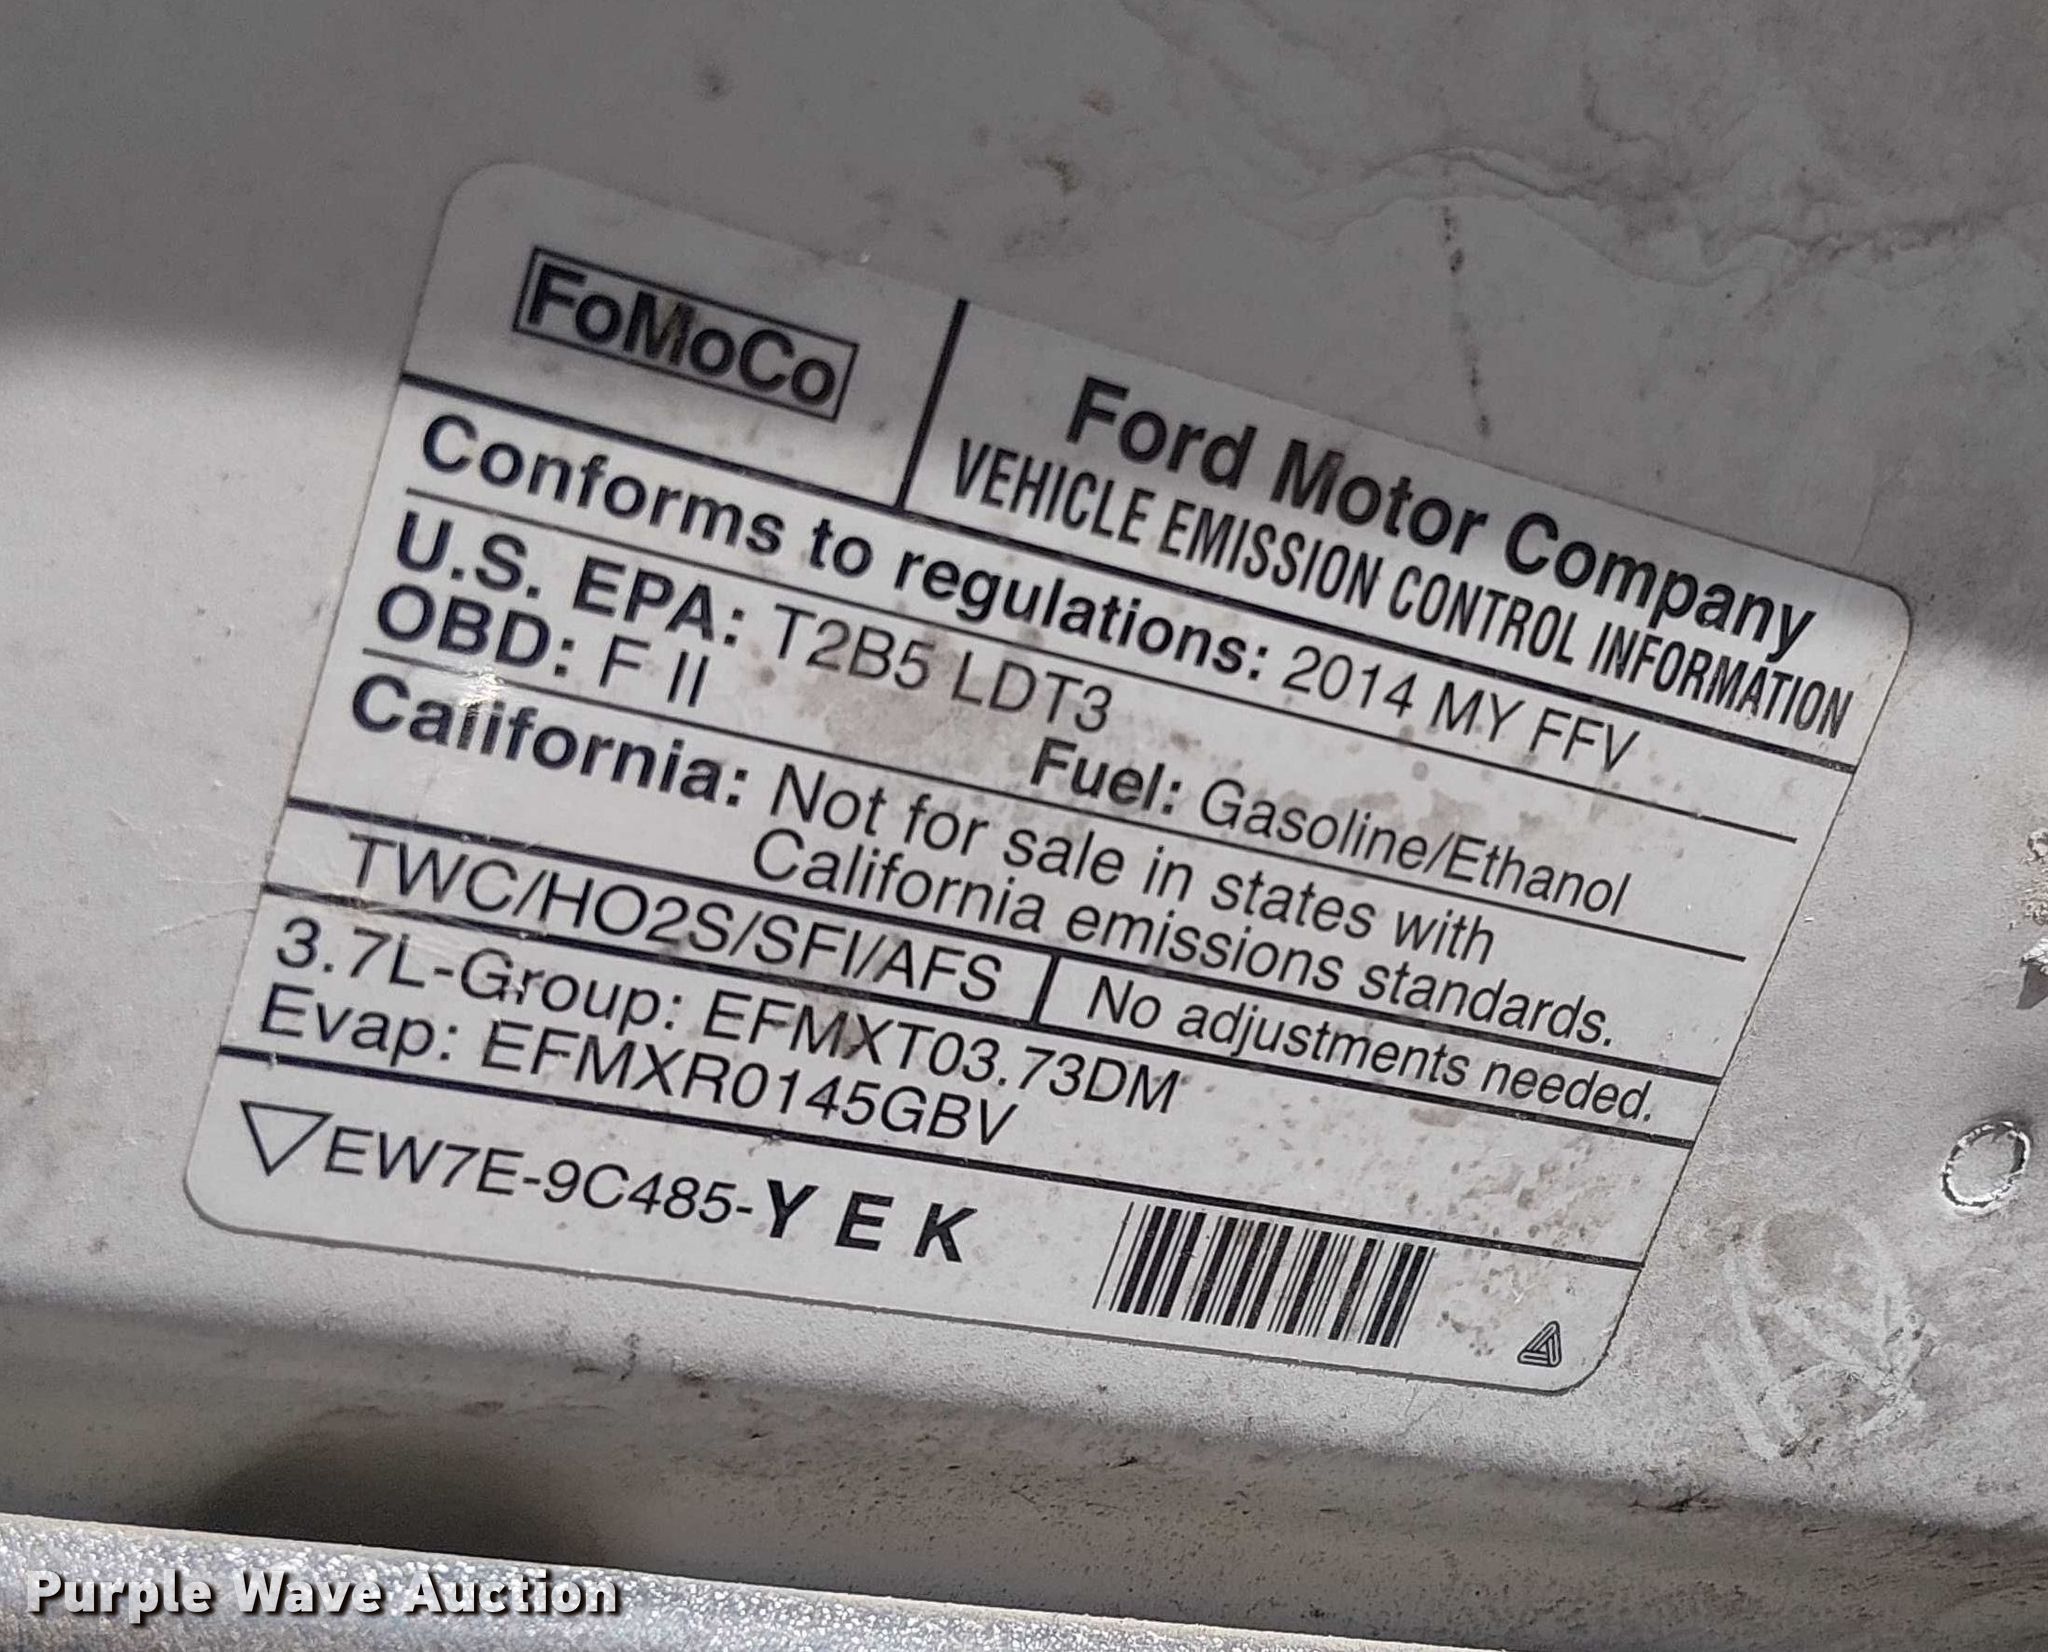 FoMoCo
Ford Motor Company
VEHICLE EMISSION CONTROL INFORMATION
Conforms to regulations: 2014 MY FFV
U.S. EPA: T2B5 LDT3
OBD: F II Fuel: Gasoline/Ethanol
California: Not for sale in states with
California emissions standards.
TWC/HO2S/SFI/AFS No adjustments needed.
3.7L-Group: EFMXT03.73DM
Evap: EFMXR0145GBV
EW7E-9C485-Y E K
Purple Wave Auction